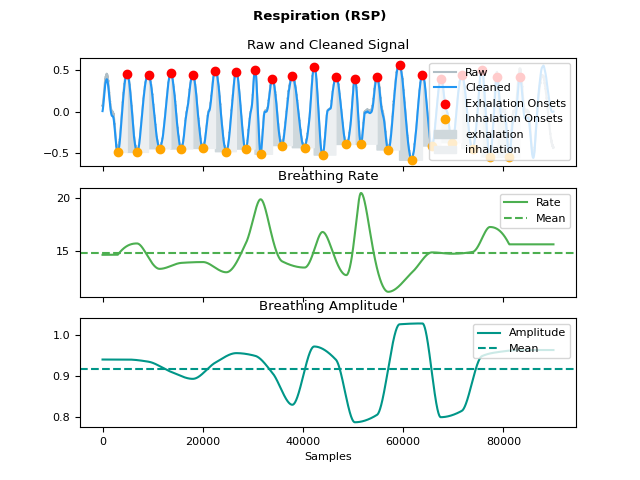 Respiration (RSP)
Raw and Cleaned Signal
0.5
0.0
−0.5
Raw
Cleaned
Exhalation Onsets
Inhalation Onsets
exhalation
inhalation
Breathing Rate
20
15
Rate
Mean
Breathing Amplitude
1.0
0.9
0.8
Amplitude
Mean
0 20000 40000 60000 80000
Samples